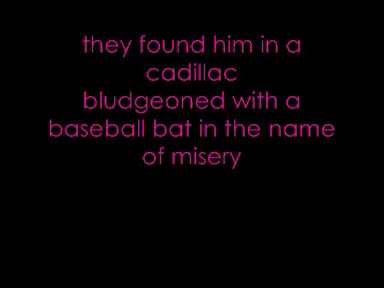 they found him in a
cadillac
bludgeoned with a
baseball bat in the name
of misery